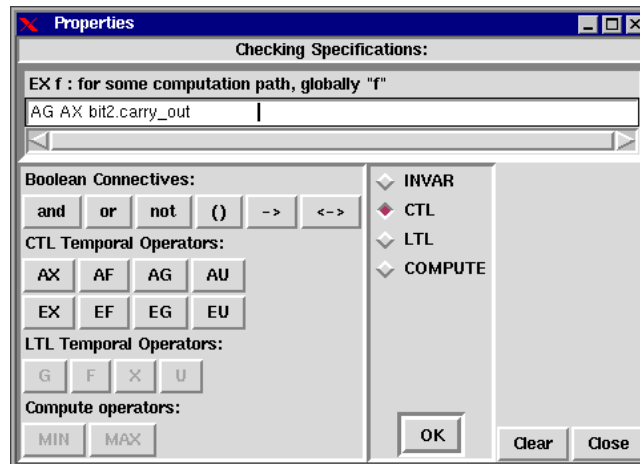 Properties
Checking Specifications:
EX f : for some computation path, globally "f"
AG AX bit2.carry_out
Boolean Connectives:
and or not () -> <->
CTL Temporal Operators:
AX AF AG AU
EX EF EG EU
LTL Temporal Operators:
G F X U
Compute operators:
MIN MAX
INVAR
CTL
LTL
COMPUTE
OK
Clear Close